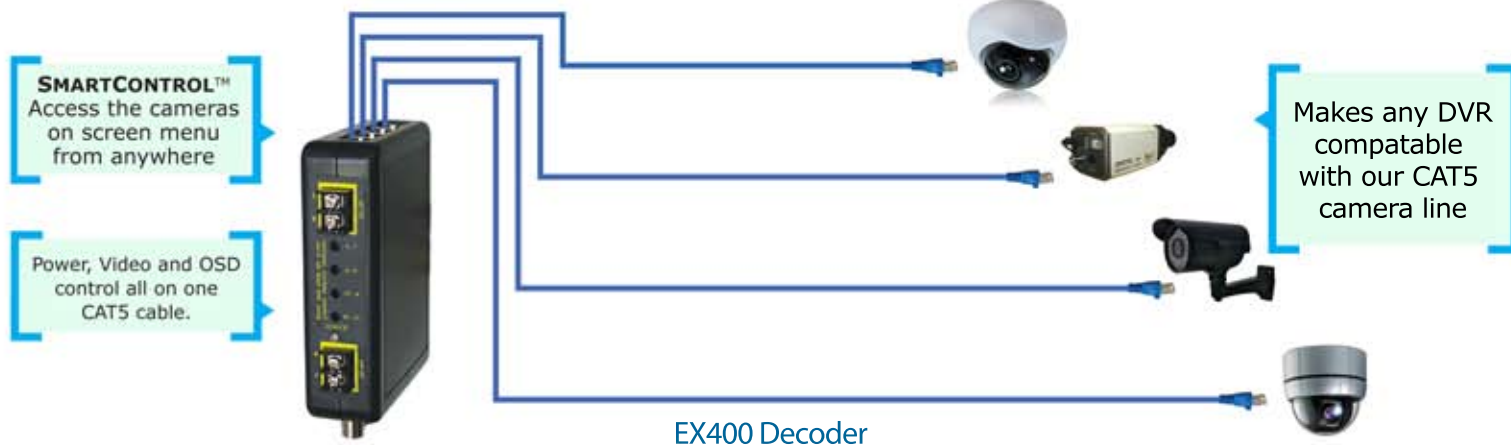 SMARTCONTROL™
Access the cameras
on screen menu
from anywhere
Power, Video and OSD
control all on one
CAT5 cable.
Makes any DVR
compatable
with our CAT5
camera line
EX400 Decoder